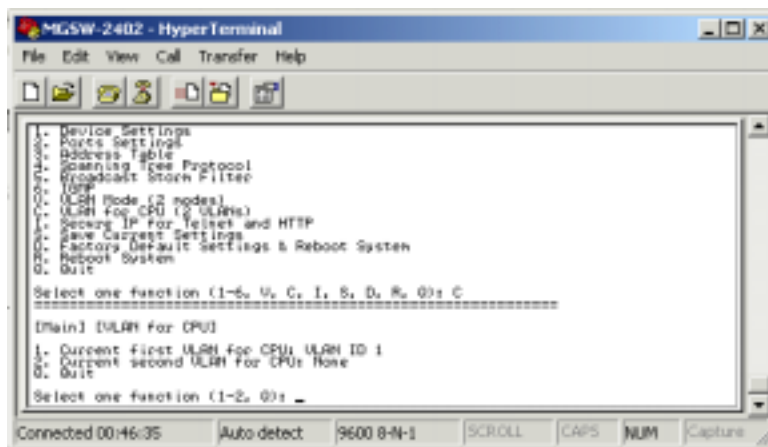 MGSW-2402 - HyperTerminal
File Edit View Call Transfer Help
1. Device Settings
2. Ports Settings
3. Address Table
4. Spanning Tree Protocol
5. Broadcast Storm Filter
6. IGMP
V. VLAN Mode (2 modes)
C. VLAN for CPU (2 VLANs)
I. Secure IP for Telnet and HTTP
S. Save Current Settings
D. Factory Default Settings & Reboot System
R. Reboot System
Q. Quit
Select one function (1-6, V, C, I, S, D, R, Q): C
==========================================================
[Main] [VLAN for CPU]
1. Current first VLAN for CPU: VLAN ID 1
2. Current second VLAN for CPU: None
Q. Quit
Select one function (1-2, Q): _
Connected 00:46:35 Auto detect 9600 8-N-1 SCROLL CAPS NUM Capture